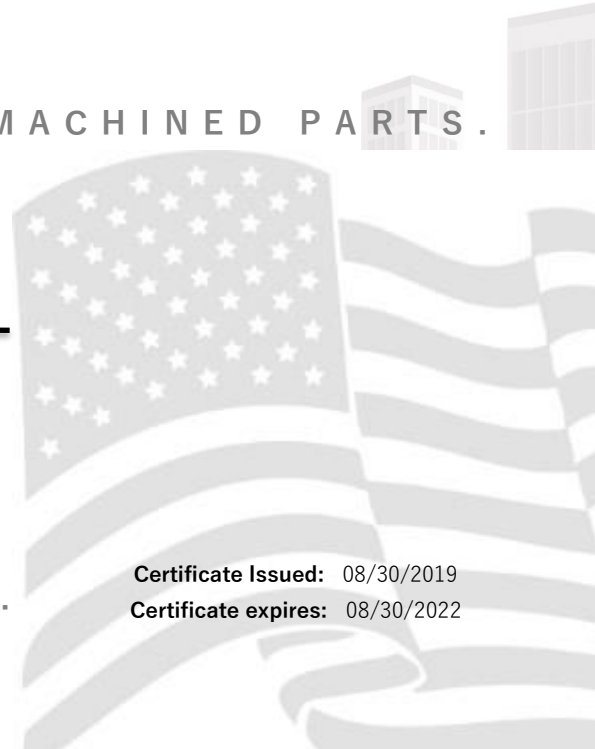 MACHINED PARTS.
Certificate Issued: 08/30/2019
Certificate expires: 08/30/2022